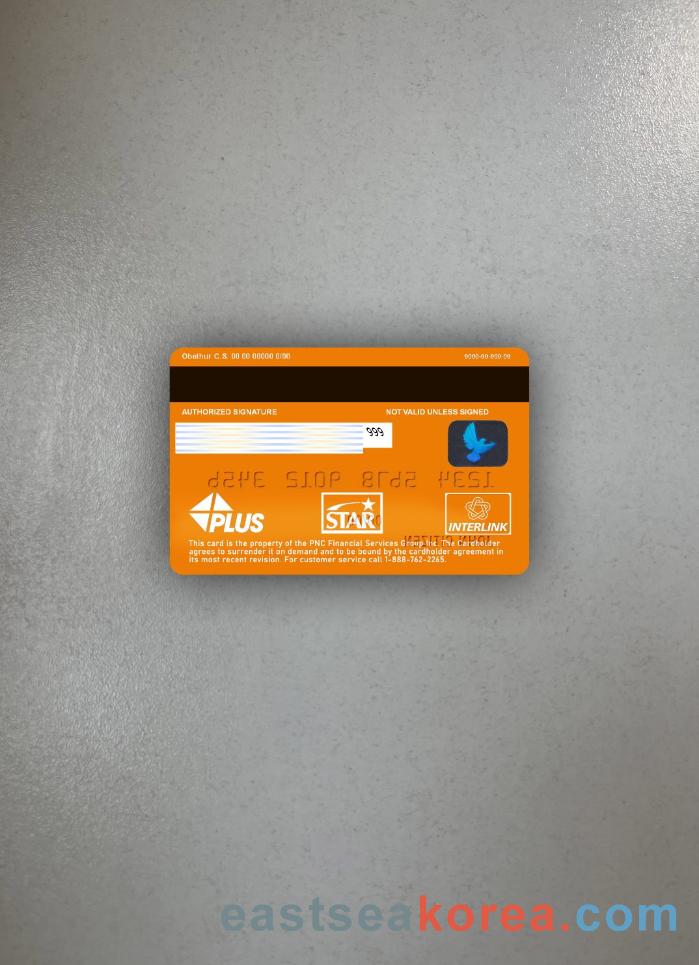 Oberthur C.S. 00 00 00000 0/00 9000-00-900-00
AUTHORIZED SIGNATURE NOT VALID UNLESS SIGNED
999
PLUS STAR INTERLINK
This card is the property of the PNC Financial Services Group Inc. The Cardholder
agrees to surrender it on demand and to be bound by the cardholder agreement in
its most recent revision. For customer service call 1-888-762-2265.
eastseakorea.com